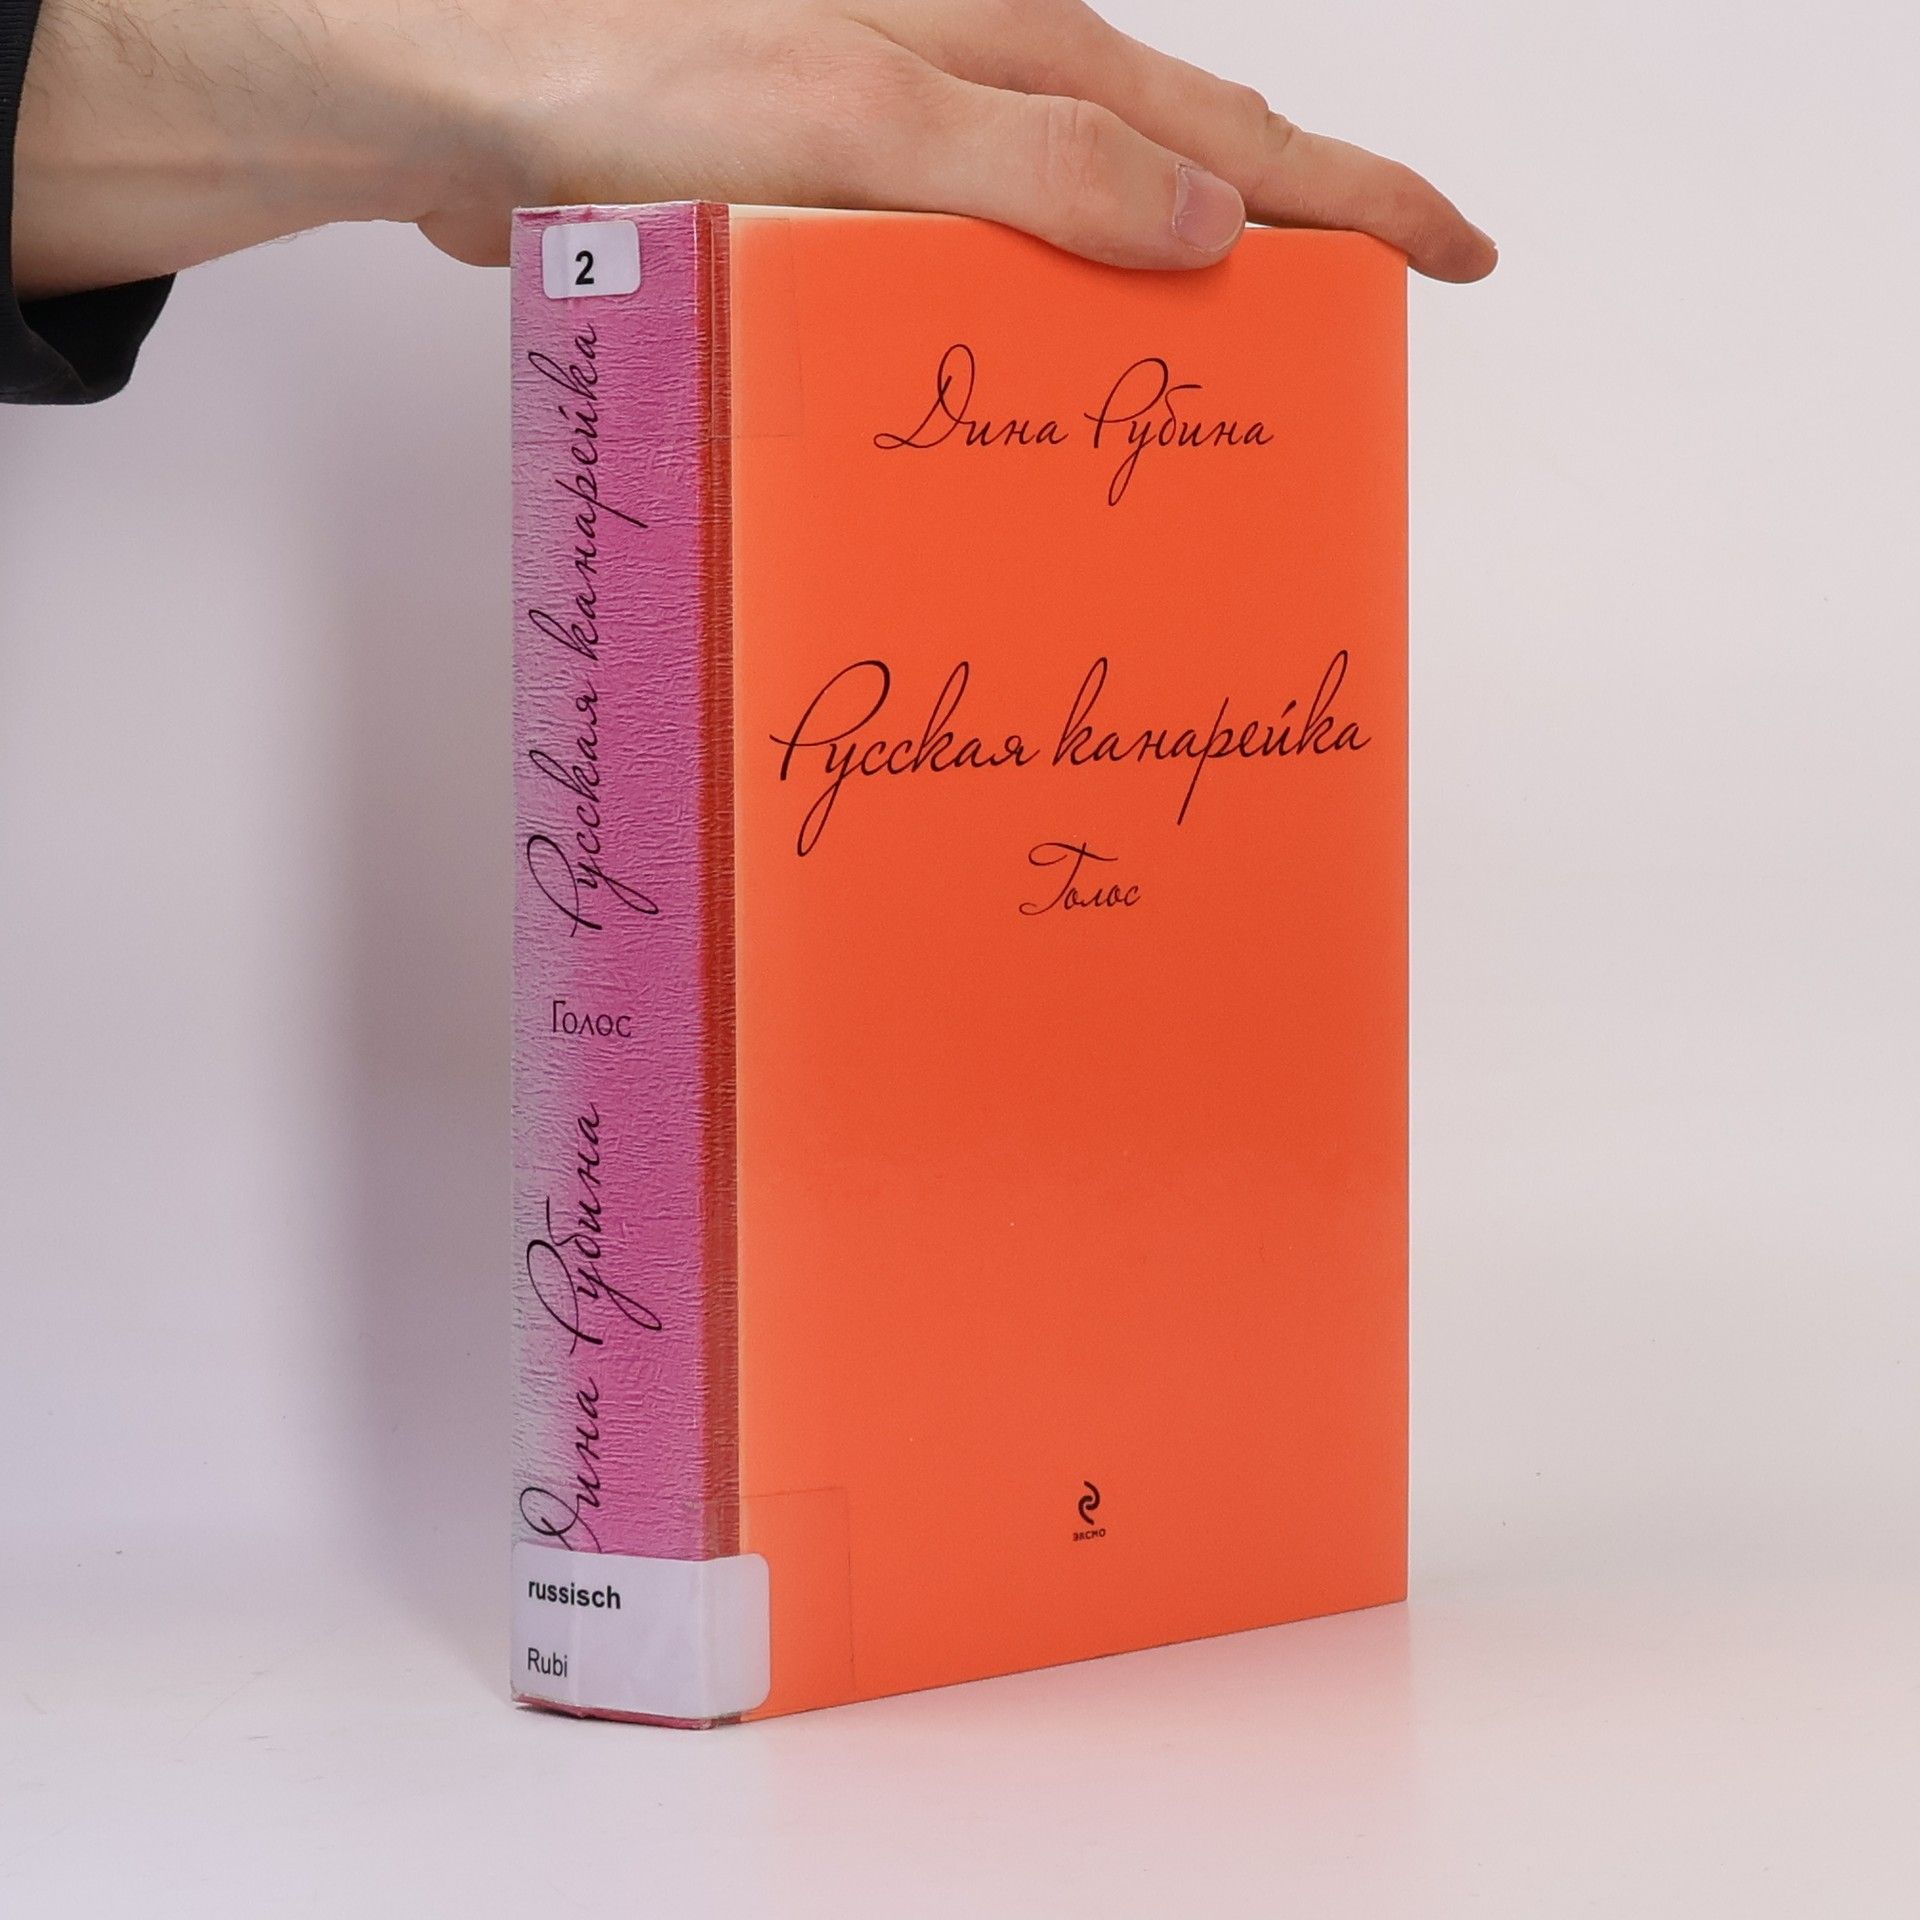 2
Русская канарейка
Голос
Дина Рубина
russisch
Rubi
Дина Рубина
Русская канарейка
Голос
ЭКСМО